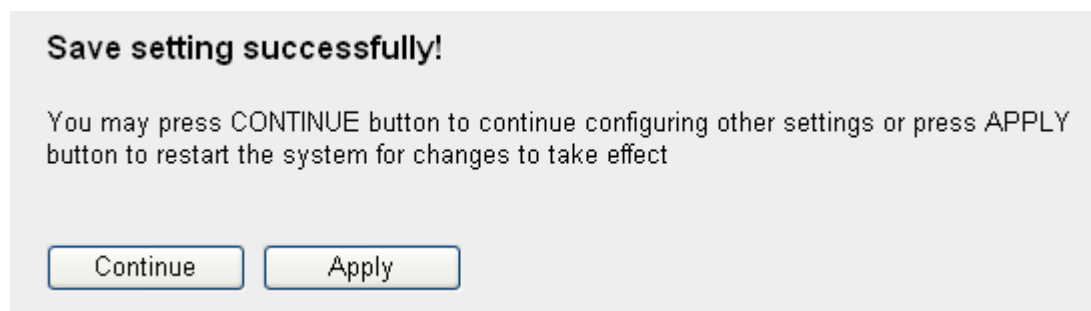 Save setting successfully!
You may press CONTINUE button to continue configuring other settings or press APPLY
button to restart the system for changes to take effect
Continue
Apply